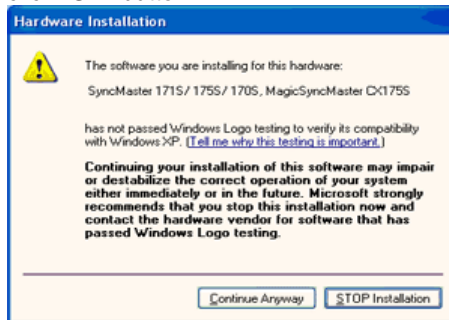 Hardware Installation
The software you are installing for this hardware:
SyncMaster 171S/ 175S/ 170S, MagicSyncMaster CX175S
has not passed Windows Logo testing to verify its compatibility
with Windows XP. (Tell me why this testing is important.)
Continuing your installation of this software may impair
or destabilize the correct operation of your system
either immediately or in the future. Microsoft strongly
recommends that you stop this installation now and
contact the hardware vendor for software that has
passed Windows Logo testing.
Continue Anyway
STOP Installation